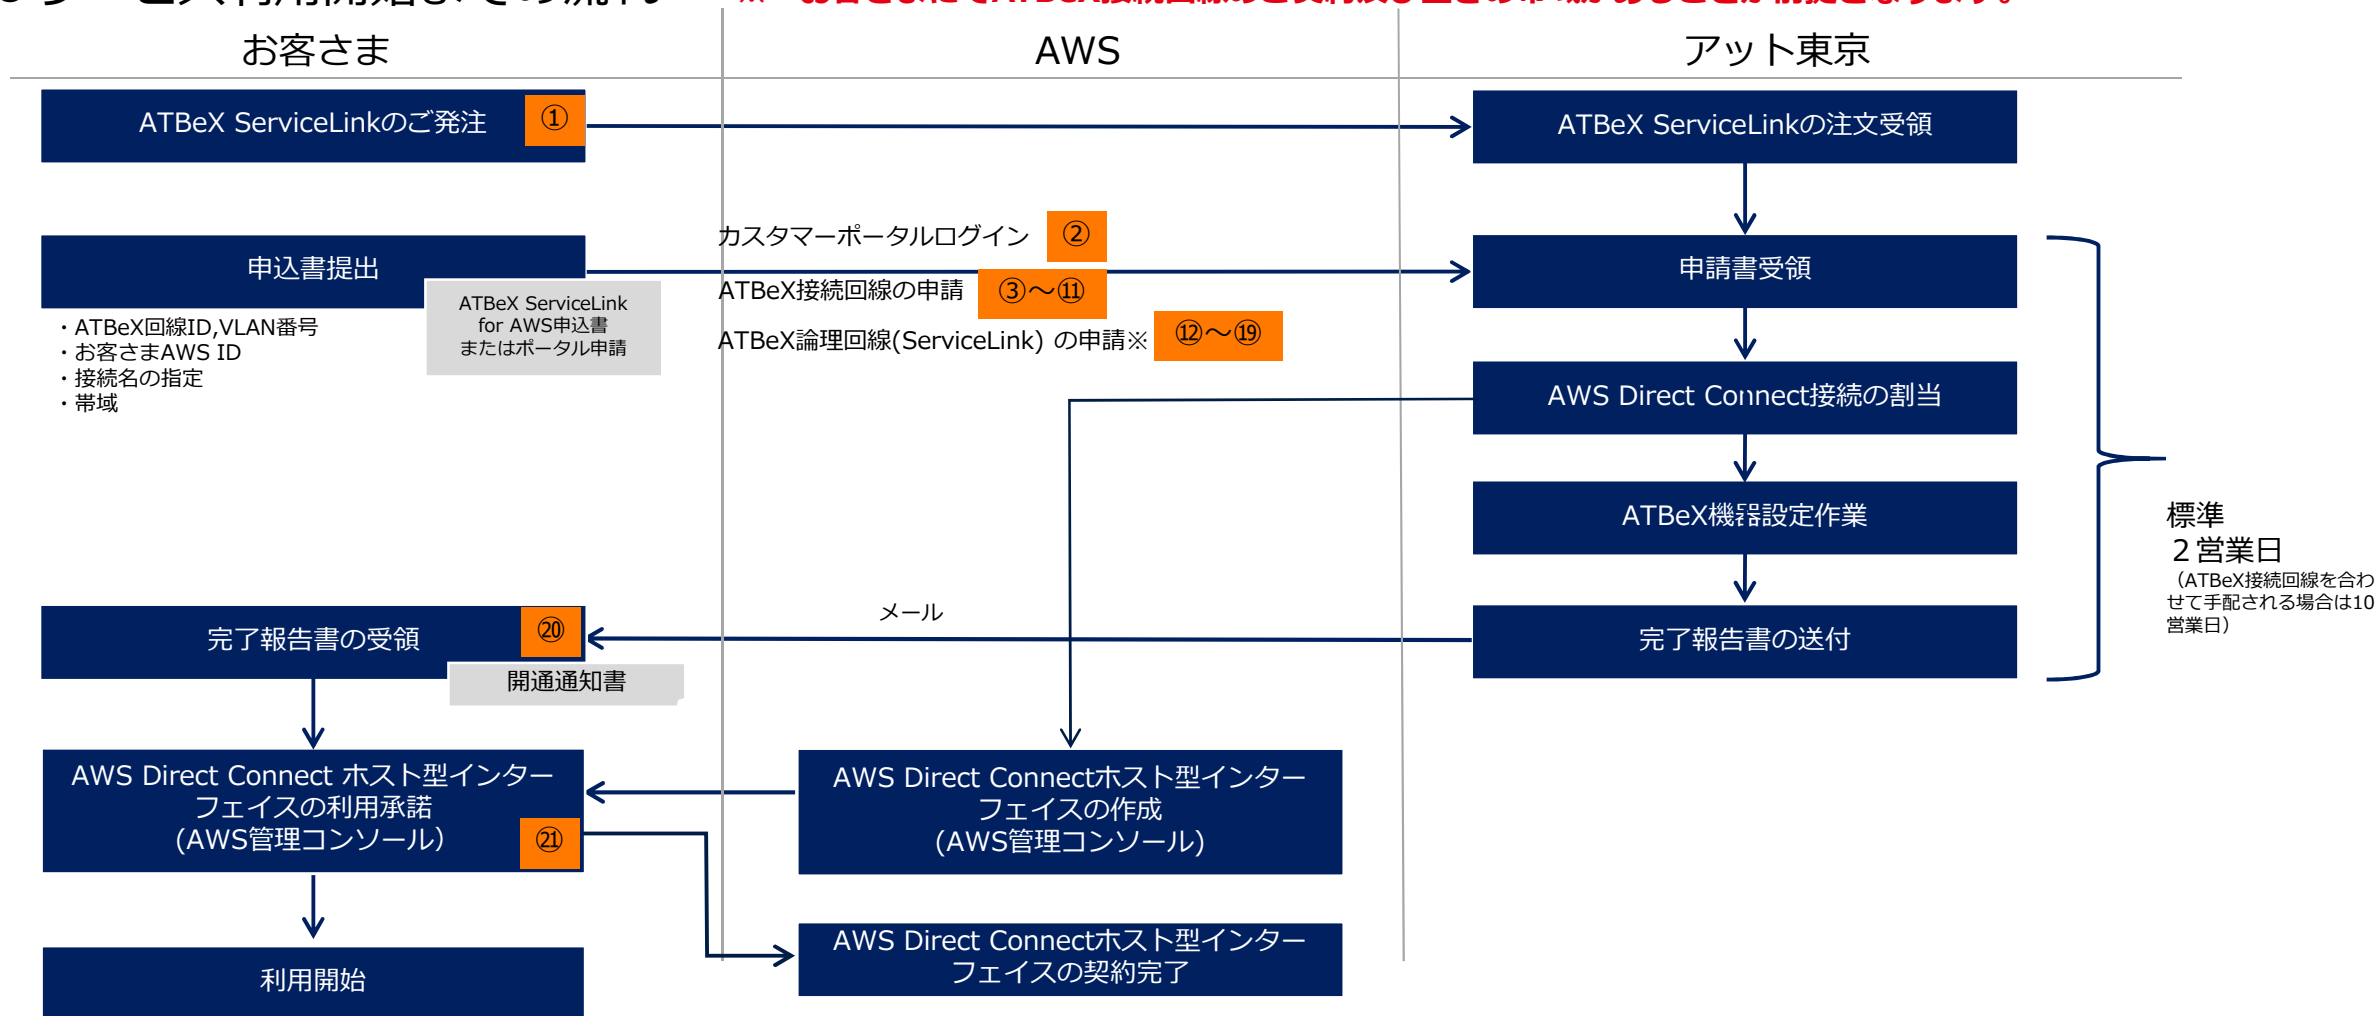 お客さま
AWS
アット東京
ATBeX ServiceLinkのご発注
①
ATBeX ServiceLinkの注文受領
カスタマーポータルログイン
②
申込書提出
申請書受領
ATBeX ServiceLink
for AWS申込書
またはポータル申請
ATBeX接続回線の申請
③～⑪
ATBeX論理回線(ServiceLink) の申請※
⑫～⑲
・ATBeX回線ID,VLAN番号
・お客さまAWS ID
・接続名の指定
・帯域
AWS Direct Connect接続の割当
ATBeX機器設定作業
標準
２営業日
（ATBeX接続回線を合わ
せて手配される場合は10
営業日）
メール
完了報告書の受領
⑳
完了報告書の送付
開通通知書
AWS Direct Connect ホスト型インター
フェイスの利用承諾
(AWS管理コンソール）
㉑
AWS Direct Connectホスト型インター
フェイスの作成
(AWS管理コンソール)
AWS Direct Connectホスト型インター
フェイスの契約完了
利用開始